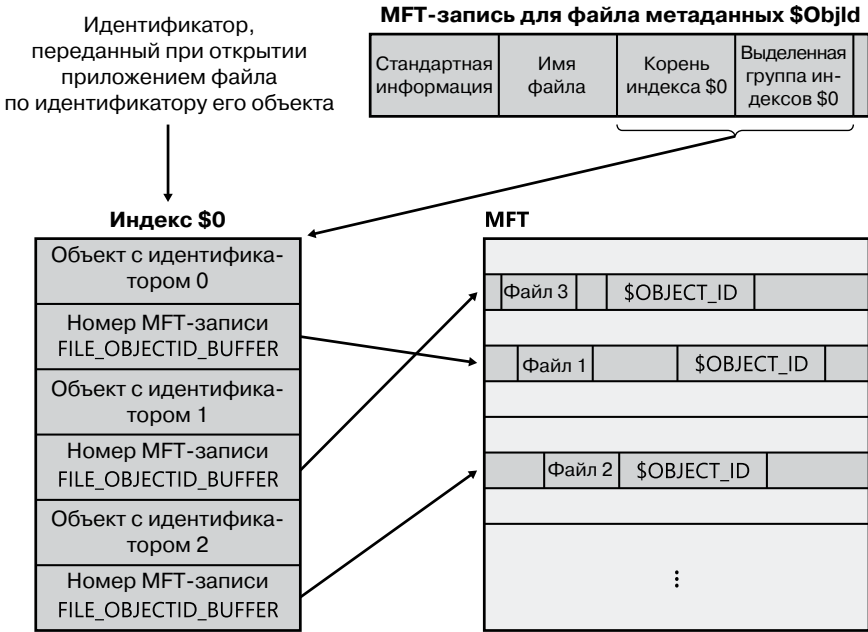 Идентификатор,
переданный при открытии
приложением файла
по идентификатору его объекта
MFT-запись для файла метаданных $ObjId
Стандартная
информация
Имя
файла
Корень
индекса $0
Выделенная
группа ин-
дексов $0
Индекс $0
Объект с идентифика-
тором 0
Номер MFT-записи
FILE_OBJECTID_BUFFER
Объект с идентифика-
тором 1
Номер MFT-записи
FILE_OBJECTID_BUFFER
Объект с идентифика-
тором 2
Номер MFT-записи
FILE_OBJECTID_BUFFER
MFT
Файл 3 $OBJECT_ID
Файл 1 $OBJECT_ID
Файл 2 $OBJECT_ID
...